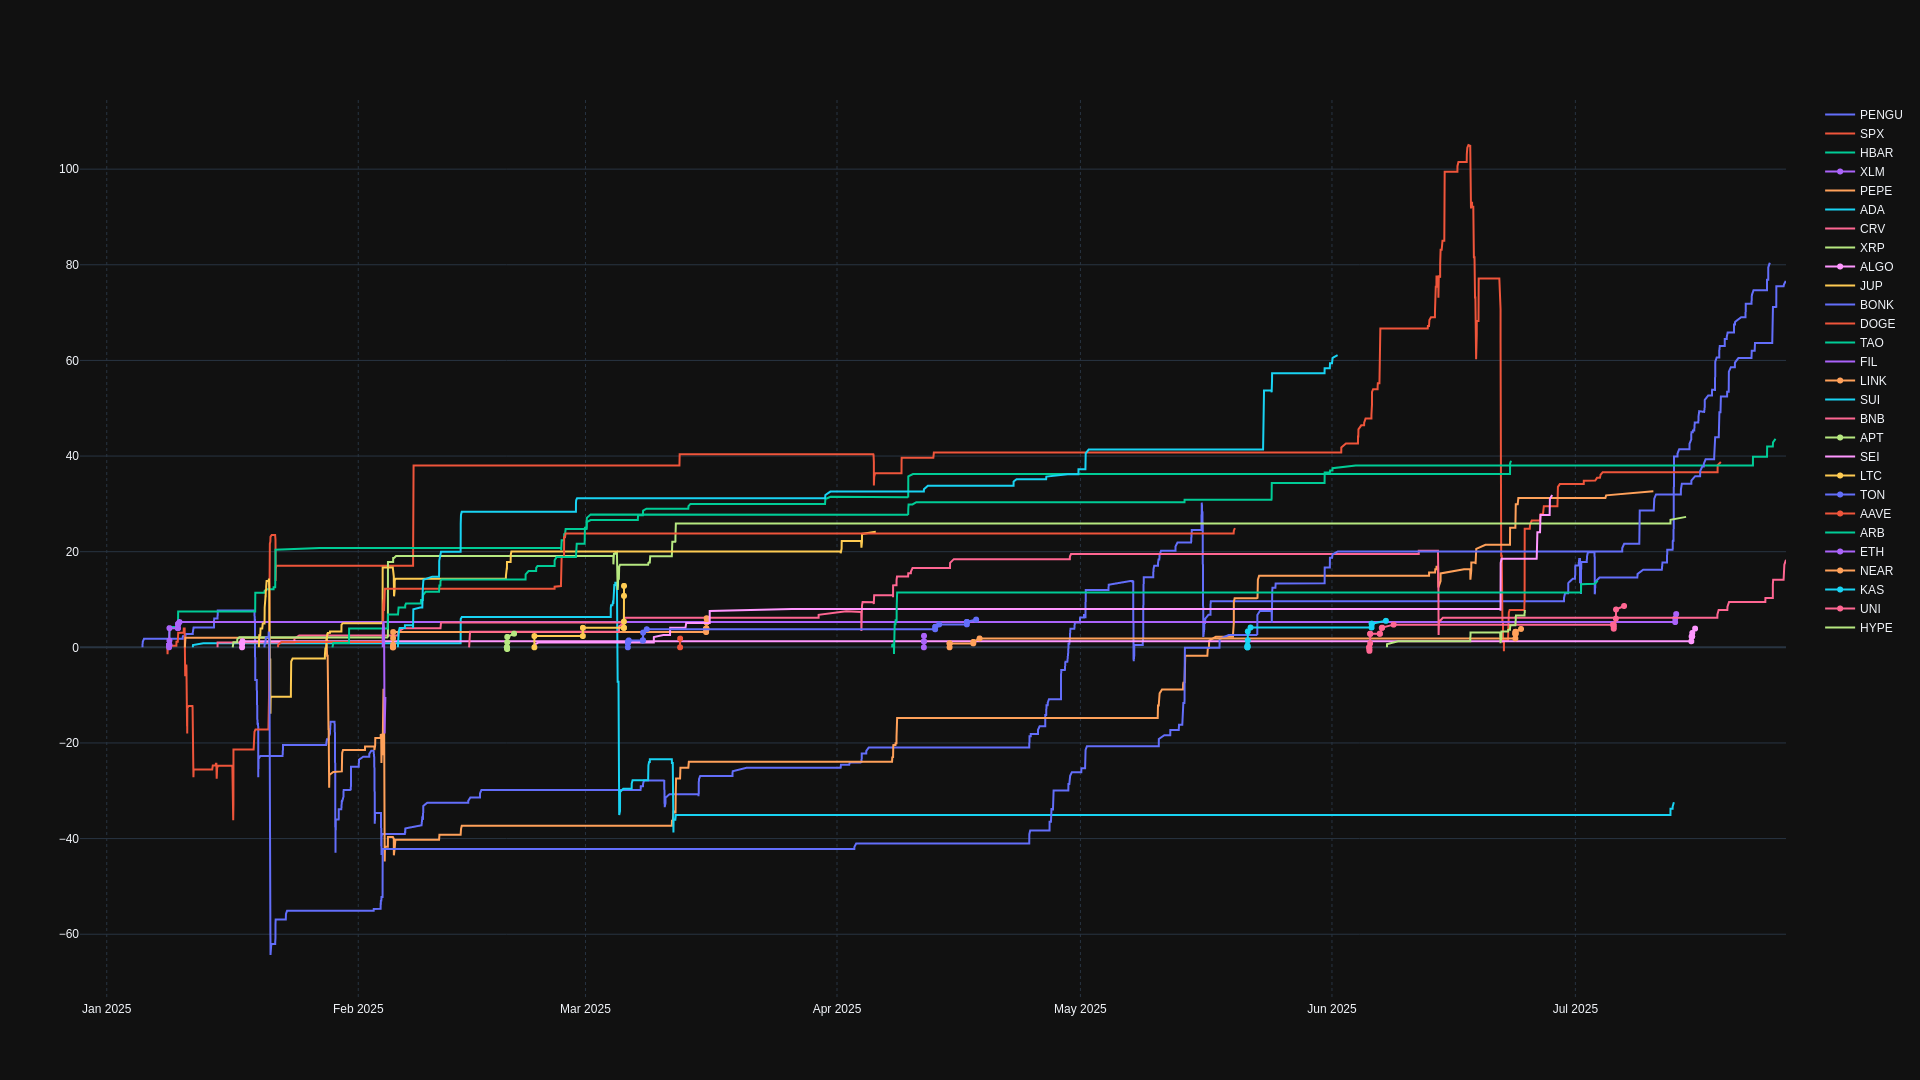 100
80
60
40
20
0
−20
−40
−60
Jan 2025
Feb 2025
Mar 2025
Apr 2025
May 2025
Jun 2025
Jul 2025
PENGU
SPX
HBAR
XLM
PEPE
ADA
CRV
XRP
ALGO
JUP
BONK
DOGE
TAO
FIL
LINK
SUI
BNB
APT
SEI
LTC
TON
AAVE
ARB
ETH
NEAR
KAS
UNI
HYPE